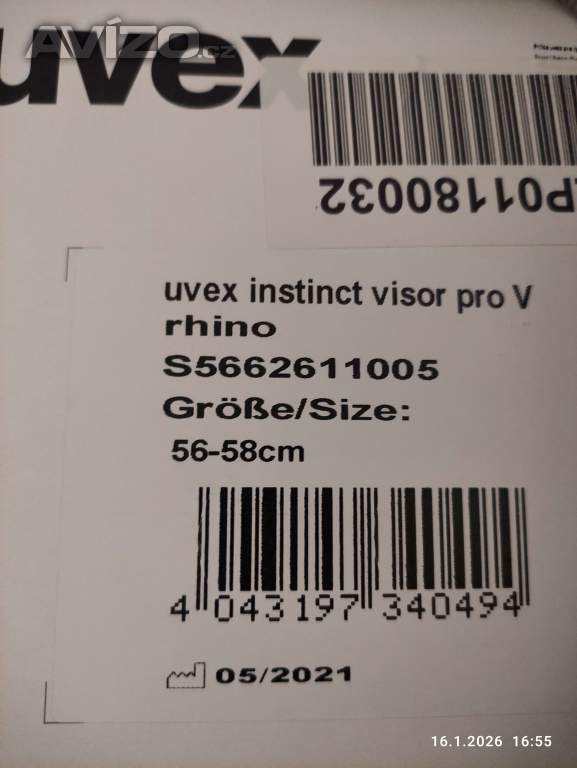 AVÍZO.cz
uvex
P01180032
uvex instinct visor pro V
rhino
S5662611005
Größe/Size:
56-58cm
4 043197 340494
05/2021
16.1.2026 16:55